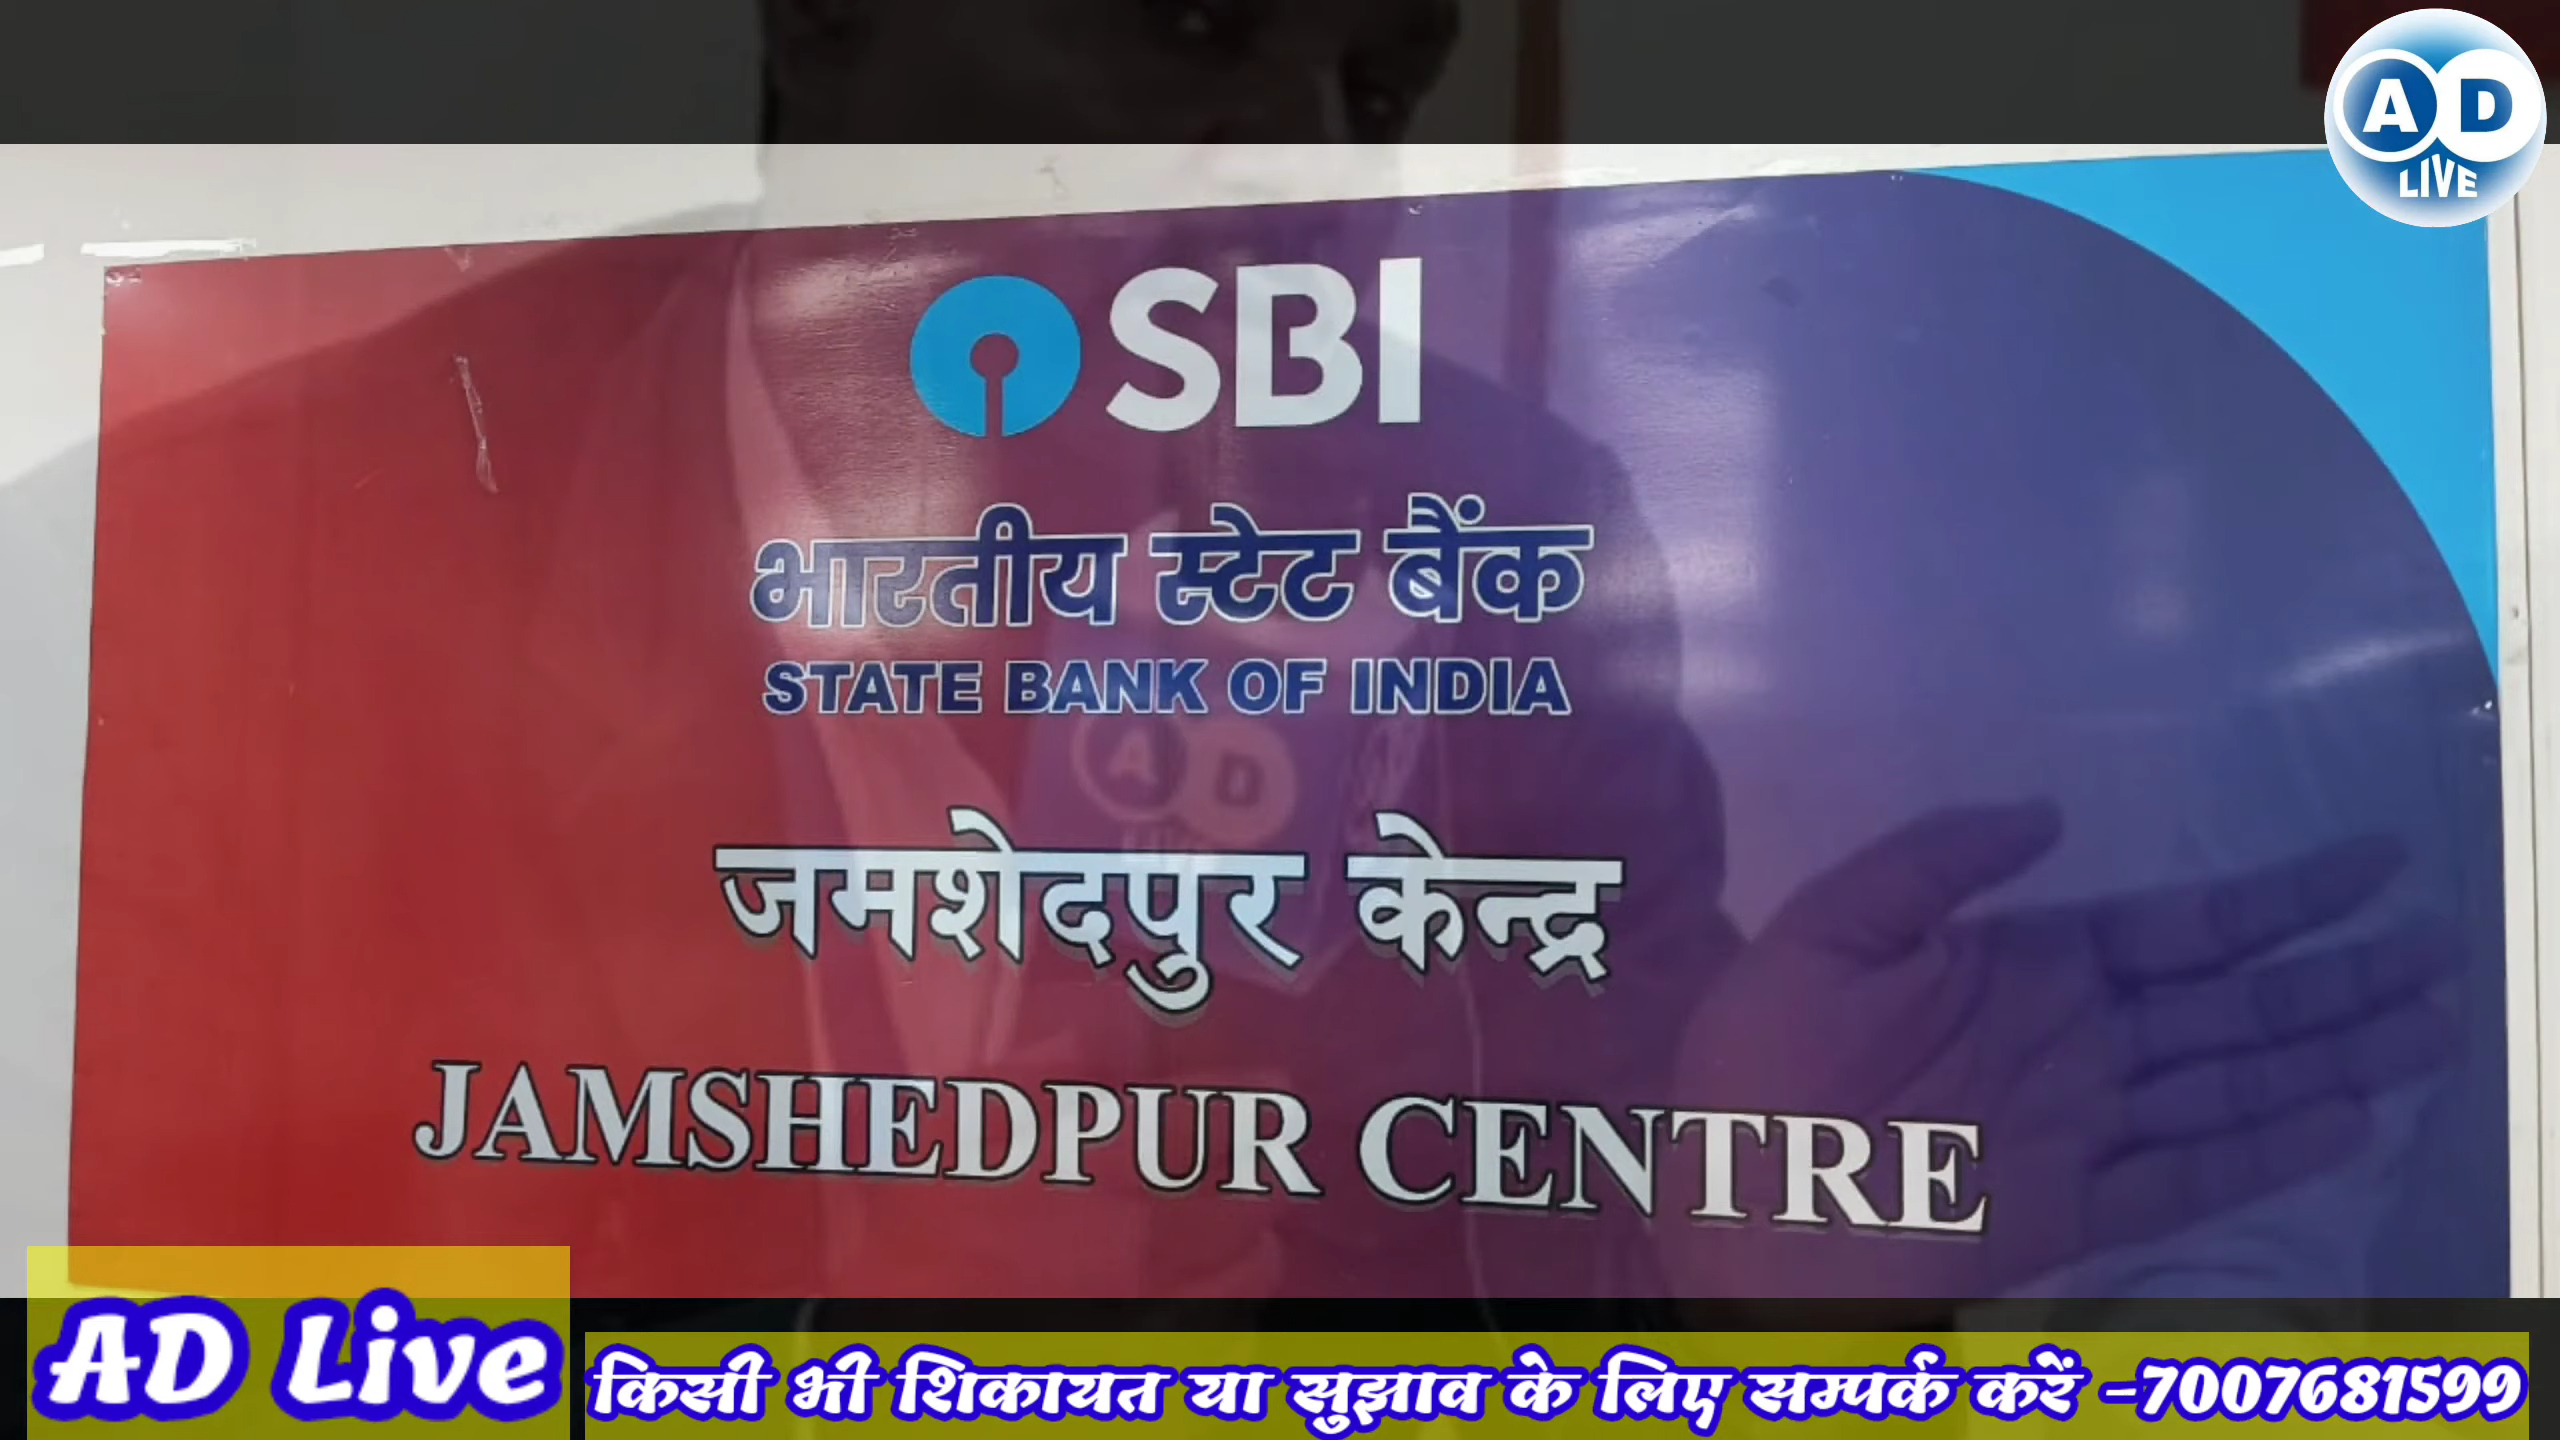 AD
LIVE
SBI
भारतीय स्टेट बैंक
STATE BANK OF INDIA
AD
जमशेदपुर केन्द्र
JAMSHEDPUR CENTRE
AD Live
किसी भी शिकायत या सुझाव के लिए सम्पर्क करें -7007681599